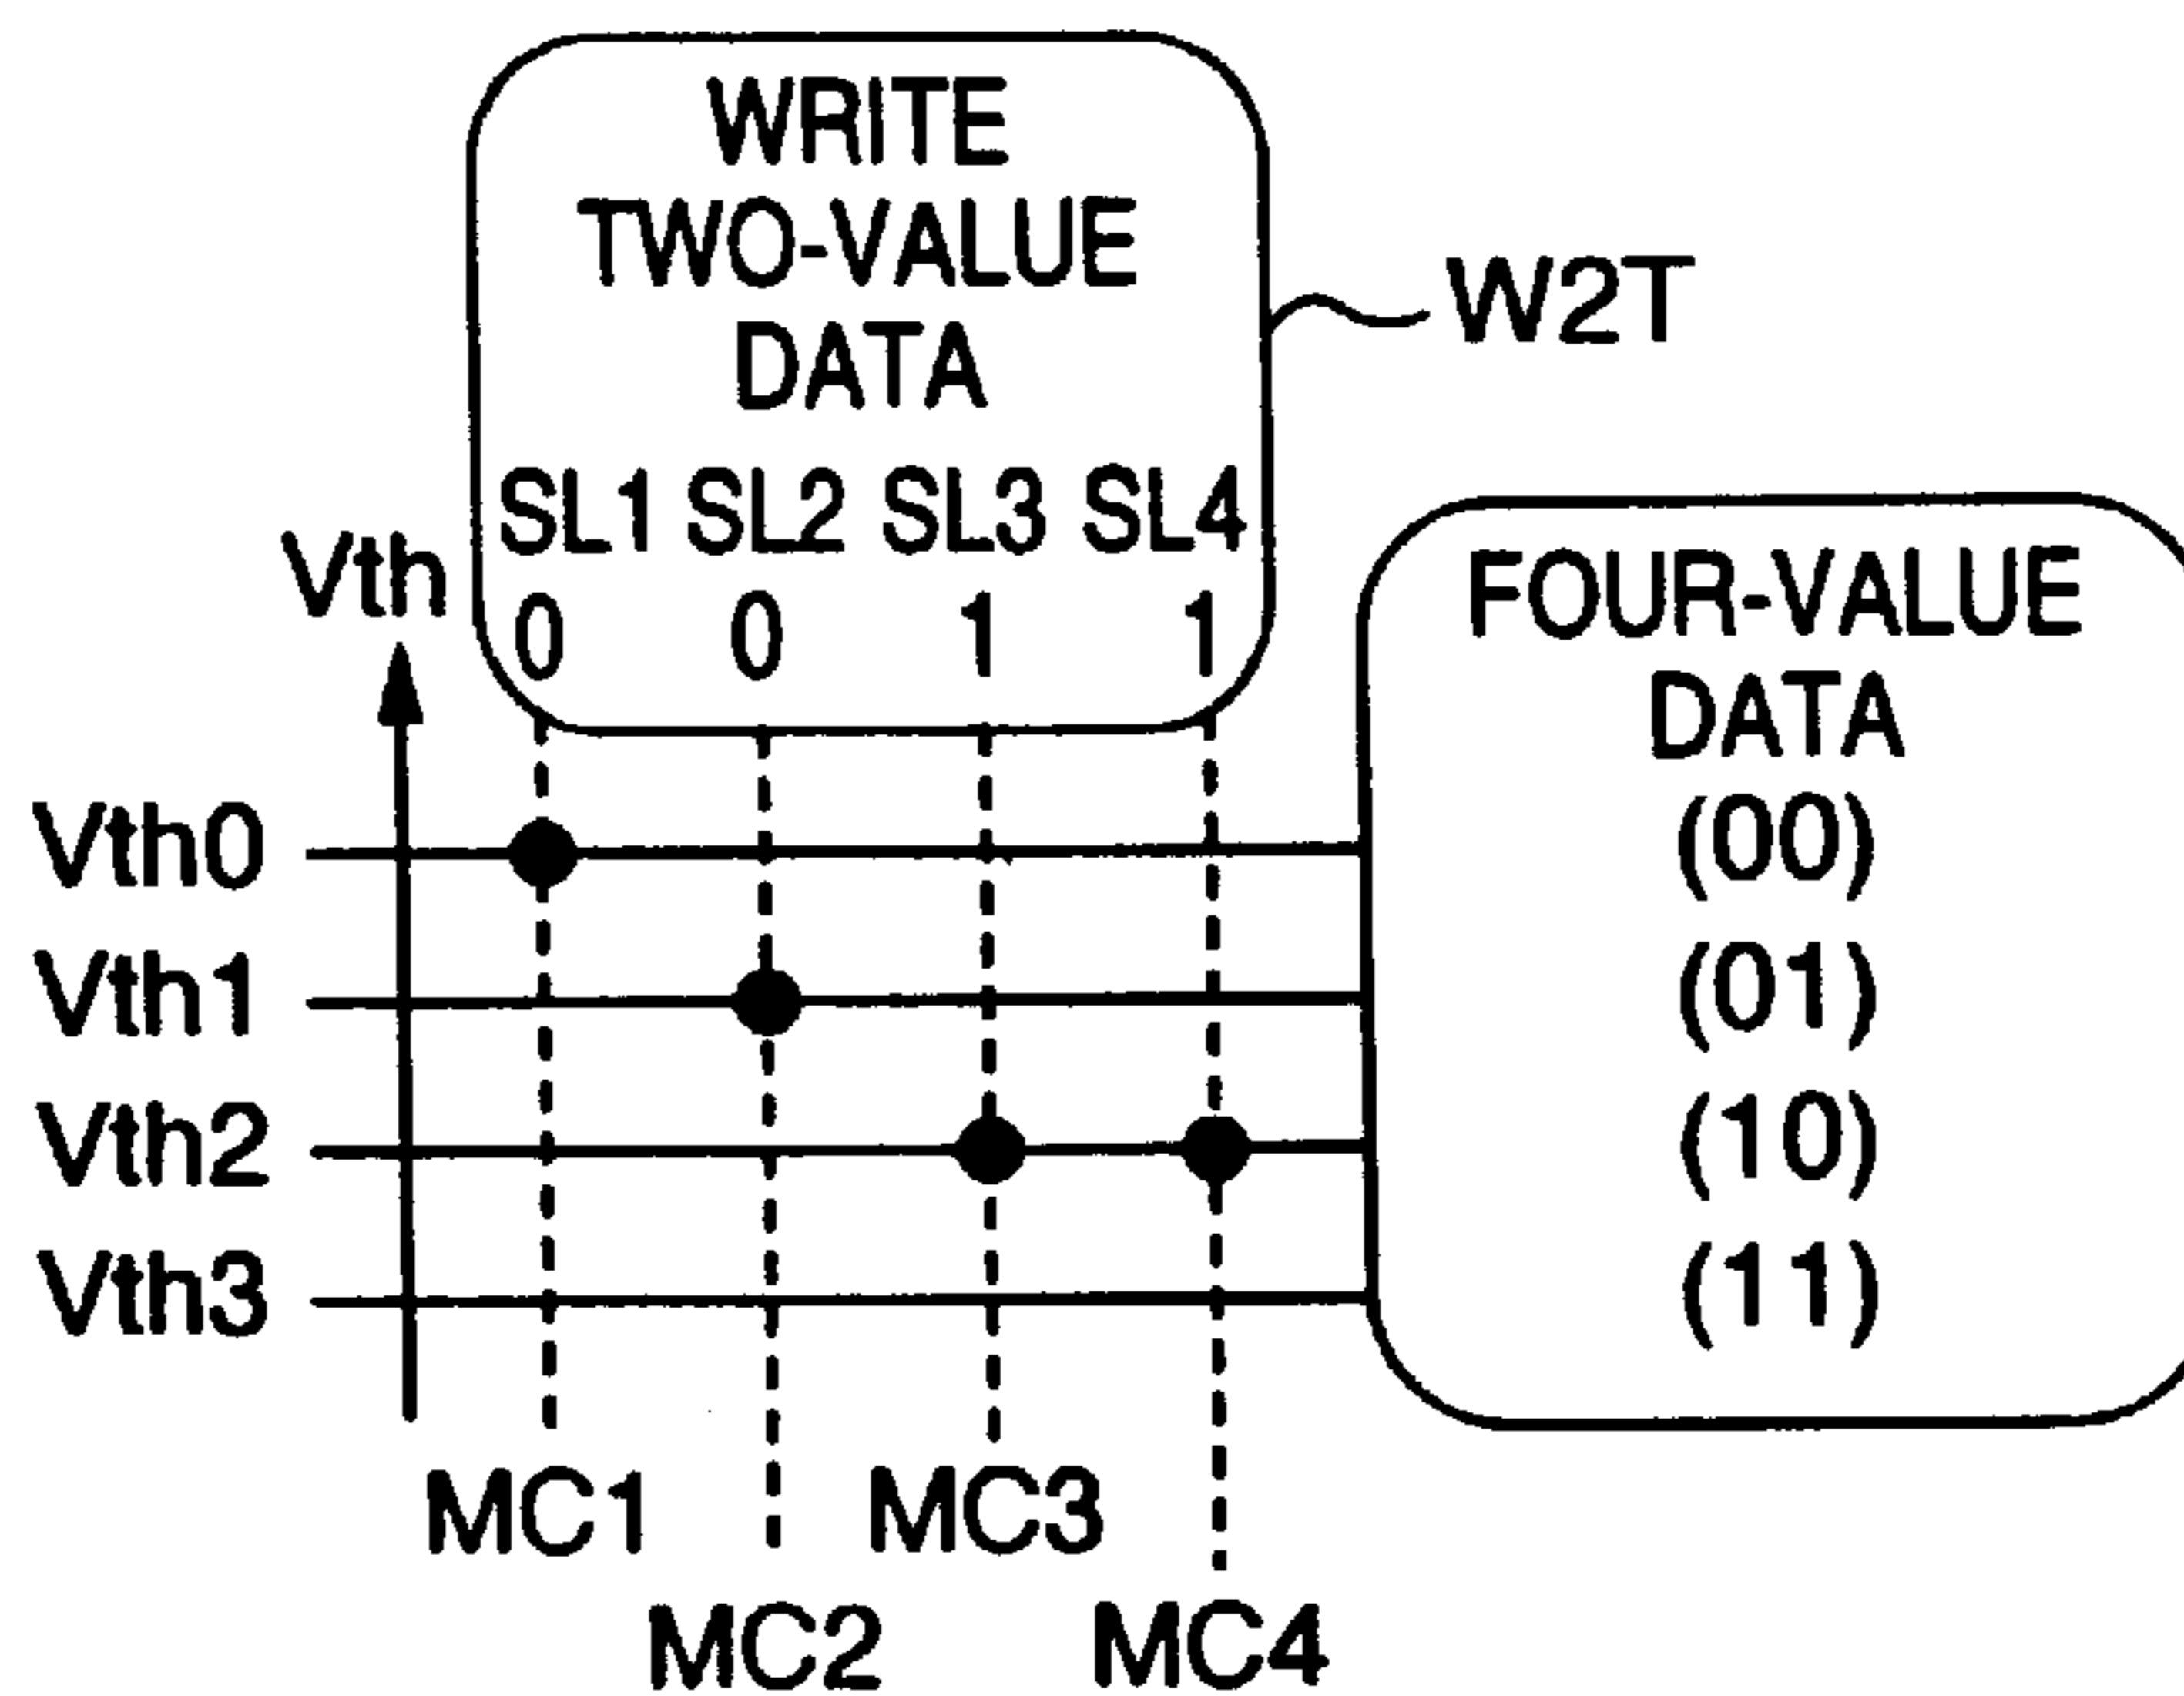 WRITE
TWO-VALUE
DATA
W2T
SL1 SL2 SL3 SL4
0 0 1 1
Vth
FOUR-VALUE
DATA
Vth0 (00)
Vth1 (01)
Vth2 (10)
Vth3 (11)
MC1 MC3
MC2 MC4